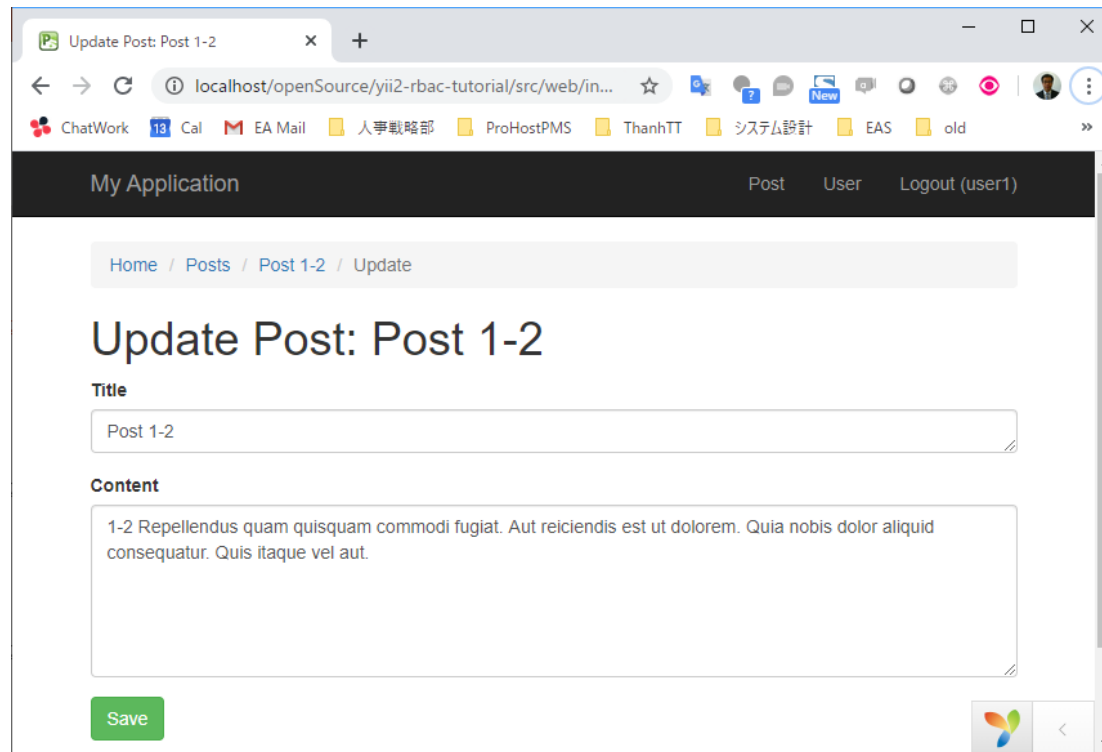 Update Post: Post 1-2
localhost/openSource/yii2-rbac-tutorial/src/web/in...
?
New
ChatWork 13 Cal EA Mail 人事戦略部 ProHostPMS ThanhTT システム設計 EAS old »
My Application Post User Logout (user1)
Home / Posts / Post 1-2 / Update
Update Post: Post 1-2
Title
Post 1-2
Content
1-2 Repellendus quam quisquam commodi fugiat. Aut reiciendis est ut dolorem. Quia nobis dolor aliquid
consequatur. Quis itaque vel aut.
Save